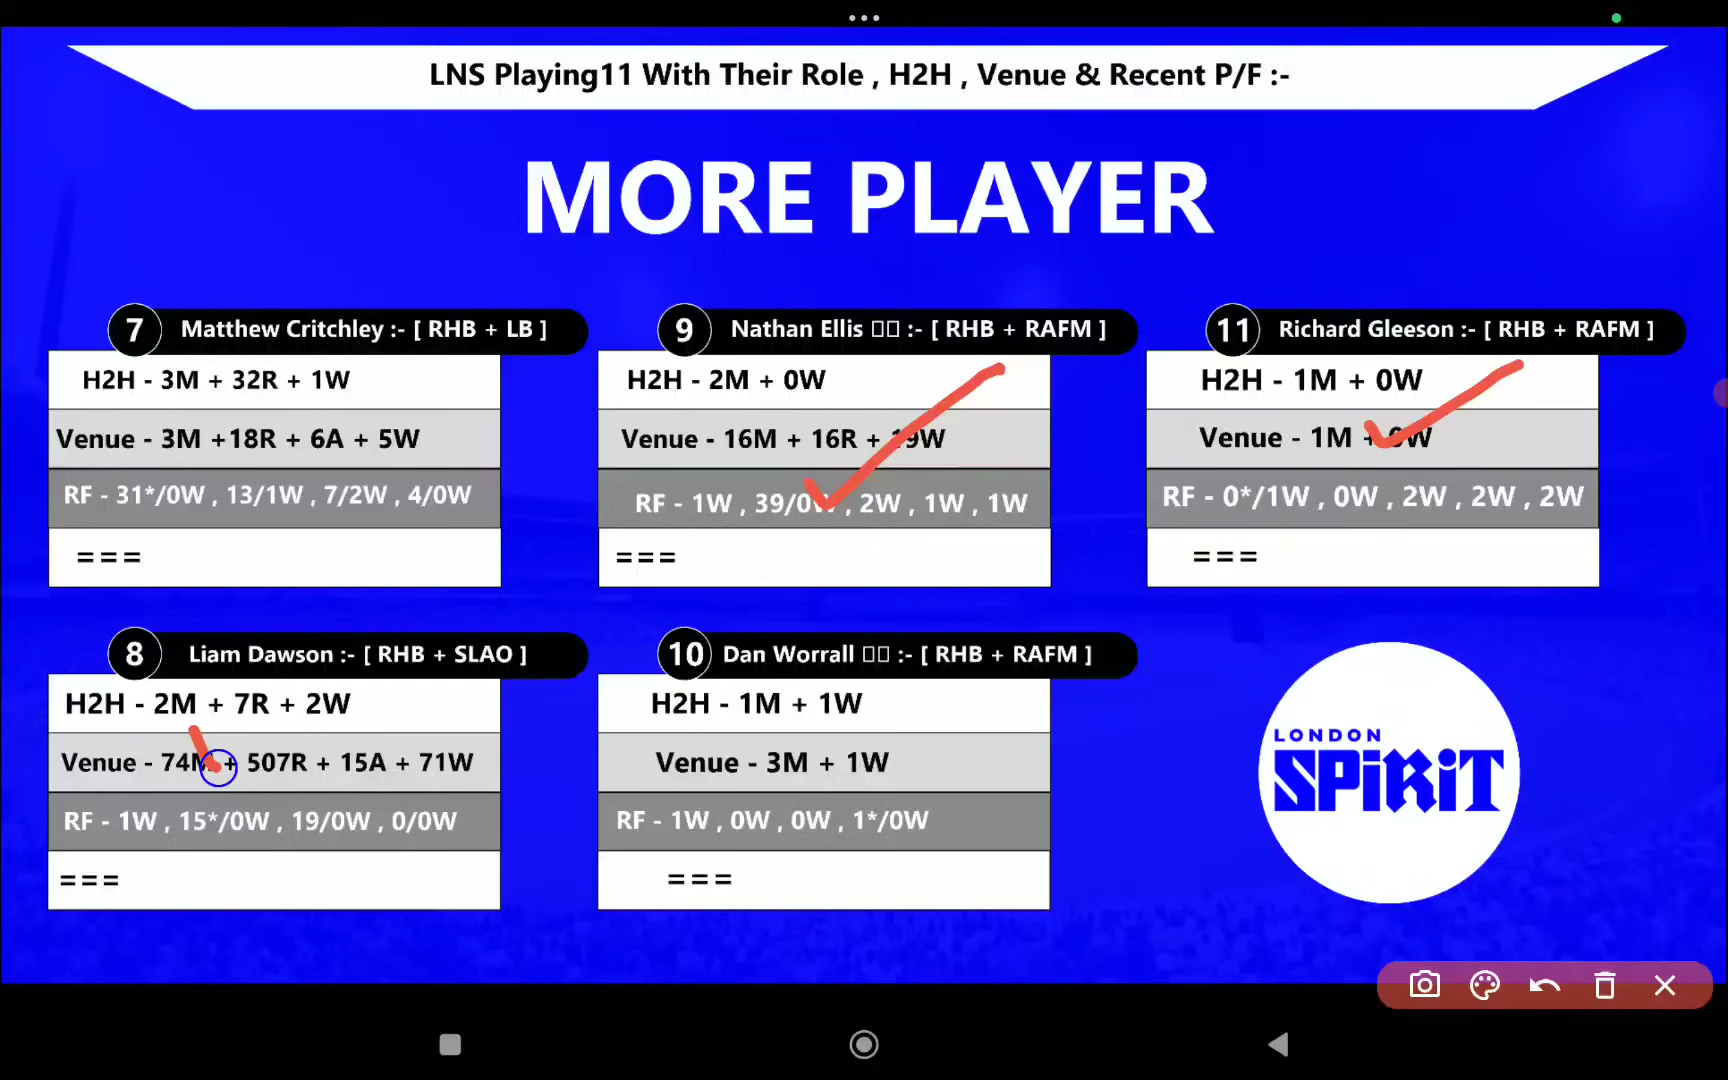 LNS Playing11 With Their Role , H2H , Venue & Recent P/F :-
MORE PLAYER
7 Matthew Critchley :- [ RHB + LB ]
H2H - 3M + 32R + 1W
Venue - 3M +18R + 6A + 5W
RF - 31*/0W , 13/1W , 7/2W , 4/0W
===
9 Nathan Ellis :- [ RHB + RAFM ]
H2H - 2M + 0W
Venue - 16M + 16R + 19W
RF - 1W , 39/0W , 2W , 1W , 1W
===
11 Richard Gleeson :- [ RHB + RAFM ]
H2H - 1M + 0W
Venue - 1M + 0W
RF - 0*/1W , 0W , 2W , 2W , 2W
===
8 Liam Dawson :- [ RHB + SLAO ]
H2H - 2M + 7R + 2W
Venue - 74M + 507R + 15A + 71W
RF - 1W , 15*/0W , 19/0W , 0/0W
===
10 Dan Worrall :- [ RHB + RAFM ]
H2H - 1M + 1W
Venue - 3M + 1W
RF - 1W , 0W , 0W , 1*/0W
===
LONDON
SPIRIT